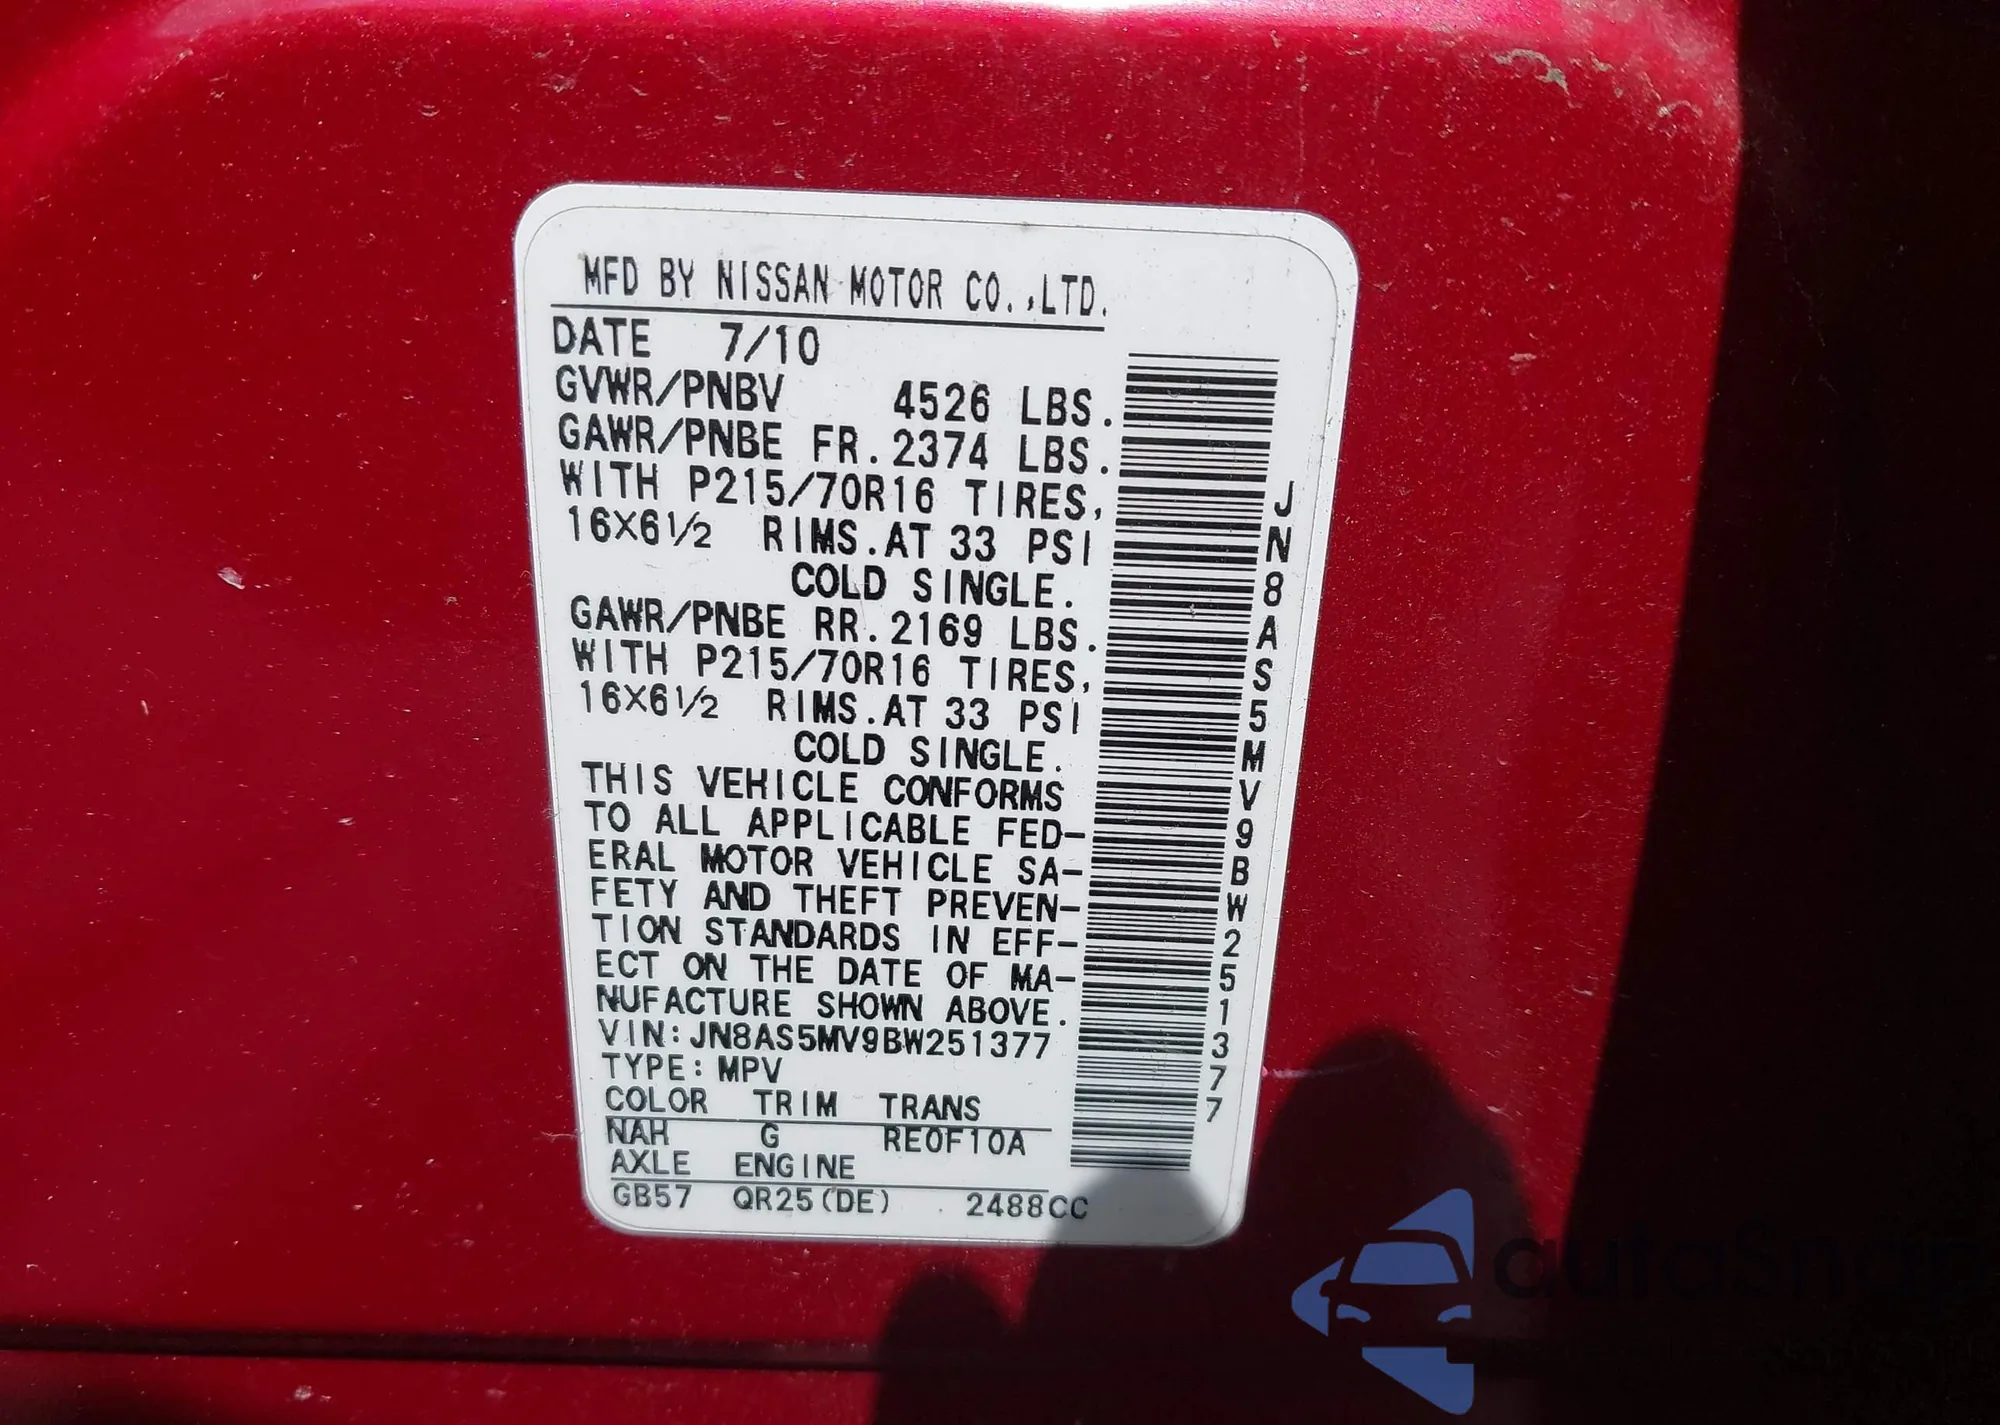 MFD BY NISSAN MOTOR CO.,LTD.
DATE 7/10
GVWR/PNBV 4526 LBS.
GAWR/PNBE FR.2374 LBS.
WITH P215/70R16 TIRES,
16X6½ RIMS.AT 33 PSI
COLD SINGLE.
GAWR/PNBE RR.2169 LBS.
WITH P215/70R16 TIRES,
16X6½ RIMS.AT 33 PSI
COLD SINGLE.
THIS VEHICLE CONFORMS
TO ALL APPLICABLE FED-
ERAL MOTOR VEHICLE SA-
FETY AND THEFT PREVEN-
TION STANDARDS IN EFF-
ECT ON THE DATE OF MA-
NUFACTURE SHOWN ABOVE.
VIN:JN8AS5MV9BW251377
TYPE:MPV
COLOR TRIM TRANS
NAH G RE0F10A
AXLE ENGINE
GB57 QR25(DE) 2488CC
JN8AS5MV9BW251377
autosnap